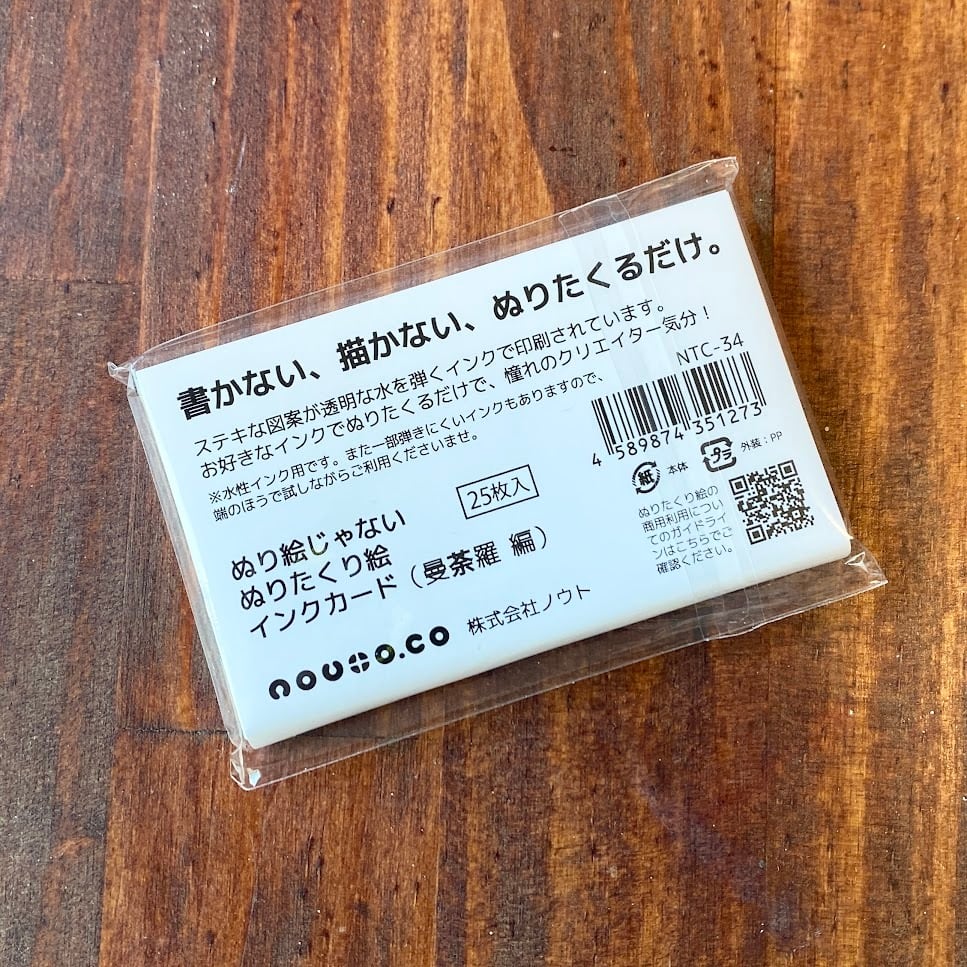 書かない、描かない、ぬりたくるだけ。
ステキな図案が透明な水を弾くインクで印刷されています。
お好きなインクでぬりたくるだけで、憧れのクリエイター気分！
※水性インク用です。また一部弾きにくいインクもありますので、
端のほうで試しながらご利用くださいませ。
25枚入
ぬり絵じゃない
ぬりたくり絵
インクカード（曼荼羅 編）
nouto.co 株式会社ノウト
NTC-34
4 589874 351273
紙 本体 プラ 外装：PP
ぬりたくり絵の
商用利用につい
てのガイドライ
ンはこちらでご
確認ください。